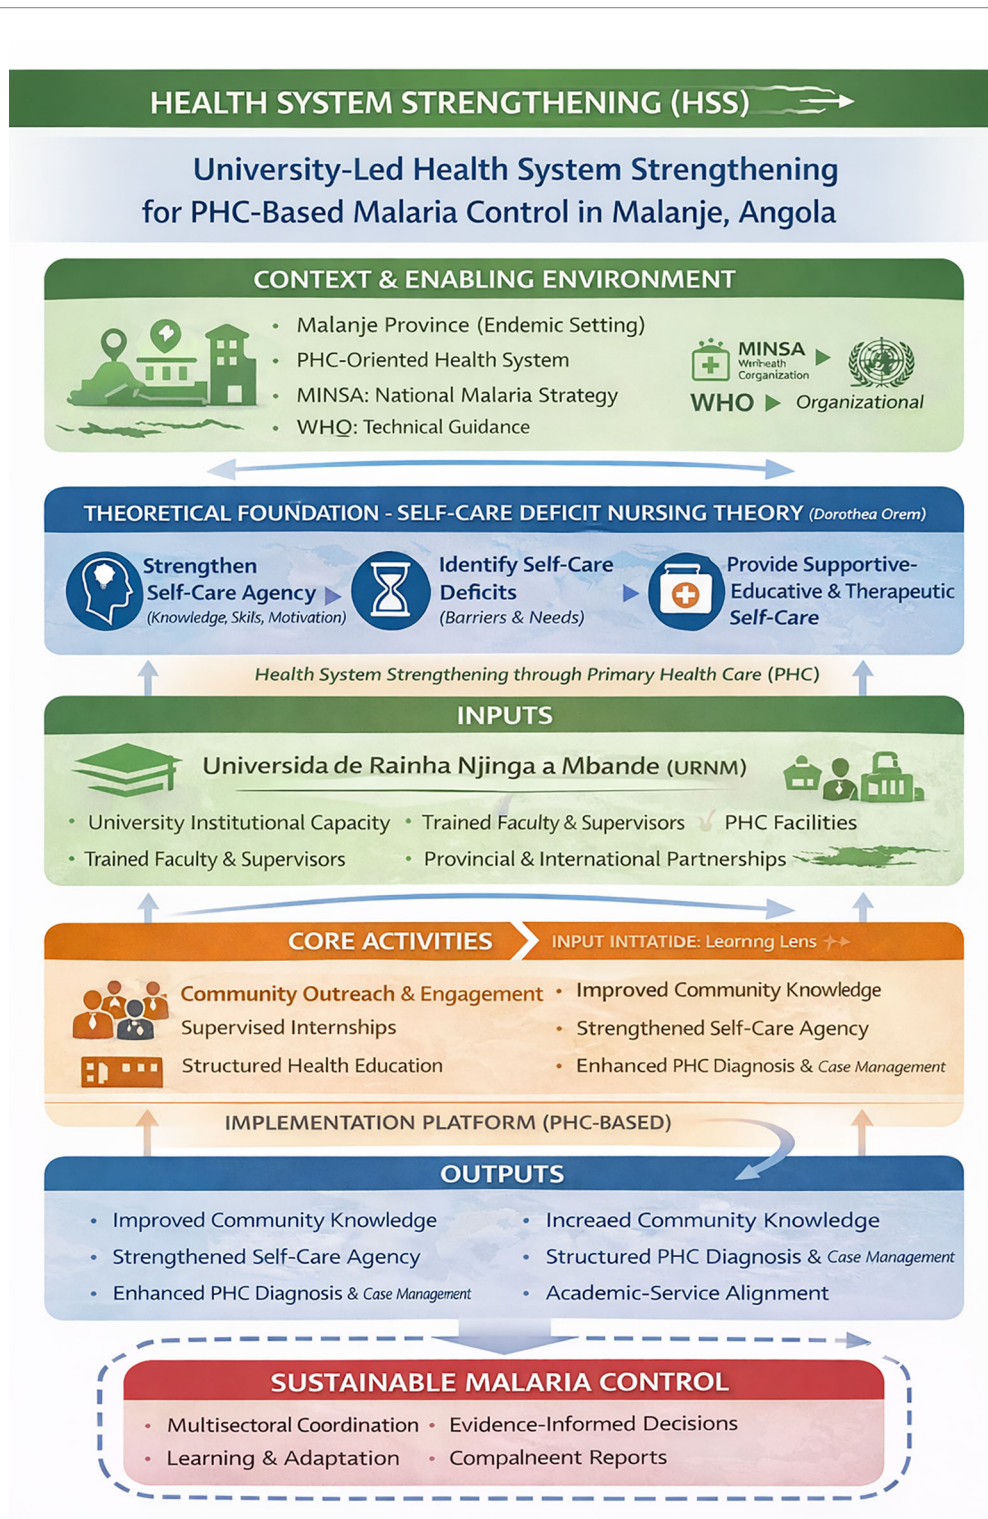 HEALTH SYSTEM STRENGTHENING (HSS)
University-Led Health System Strengthening
for PHC-Based Malaria Control in Malanje, Angola
CONTEXT & ENABLING ENVIRONMENT
• Malanje Province (Endemic Setting)
• PHC-Oriented Health System
• MINSA: National Malaria Strategy
• WHO: Technical Guidance
MINSA
Corganization
WHO Organizational
THEORETICAL FOUNDATION - SELF-CARE DEFICIT NURSING THEORY (Dorothea Orem)
Strengthen
Self-Care Agency
(Knowledge, Skils, Motivation)
Identify Self-Care
Deficits
(Barriers & Needs)
Provide Supportive-
Educative & Therapeutic
Self-Care
Health System Strengthening through Primary Health Care (PHC)
INPUTS
Universida de Rainha Njinga a Mbande (URNM)
• University Institutional Capacity • Trained Faculty & Supervisors PHC Facilities
• Trained Faculty & Supervisors • Provincial & International Partnerships
CORE ACTIVITIES INPUT INTTATIDE: Learnng Lens
Community Outreach & Engagement
Supervised Internships
Structured Health Education
• Improved Community Knowledge
• Strengthened Self-Care Agency
• Enhanced PHC Diagnosis & Case Management
IMPLEMENTATION PLATFORM (PHC-BASED)
OUTPUTS
• Improved Community Knowledge
• Strengthened Self-Care Agency
• Enhanced PHC Diagnosis & Case Management
• Increaed Community Knowledge
• Structured PHC Diagnosis & Case Management
• Academic-Service Alignment
SUSTAINABLE MALARIA CONTROL
• Multisectoral Coordination • Evidence-Informed Decisions
• Learning & Adaptation • Compalneent Reports